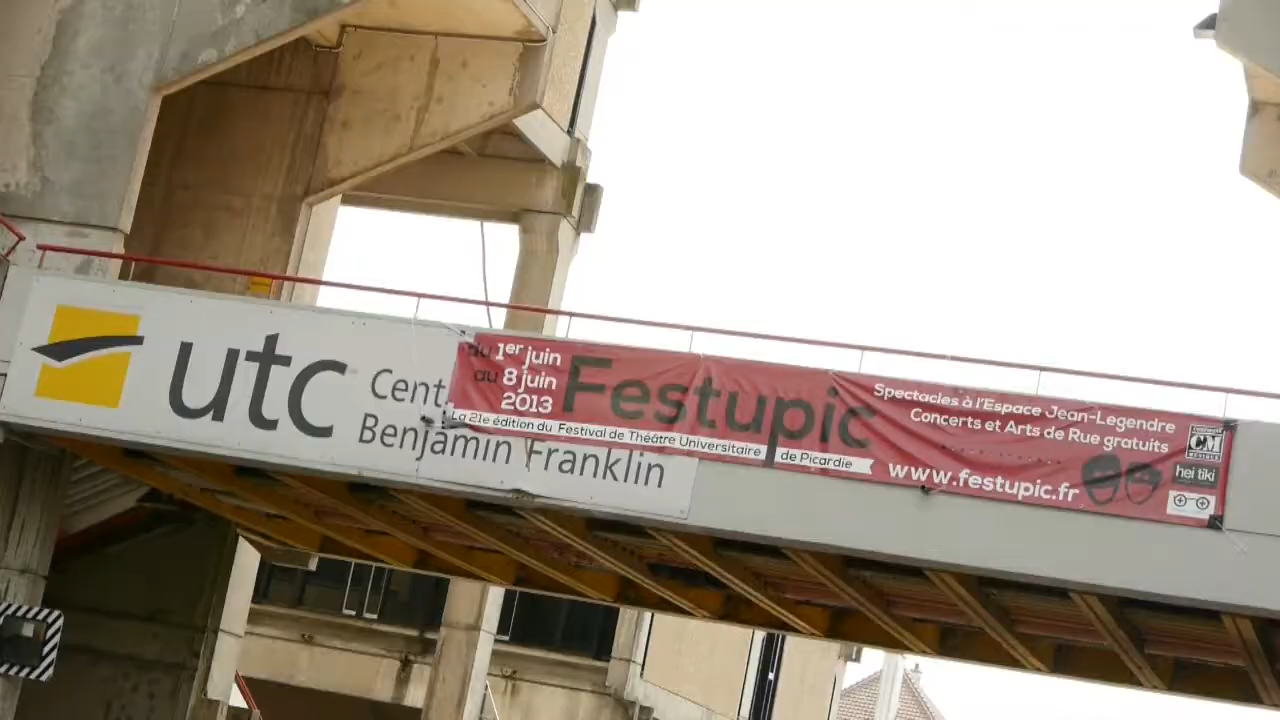 utc
Cent
Benjamin Franklin
du 1er juin
au 8 juin
2013
Festupic
La 21e édition du Festival de Théâtre Universitaire de Picardie
Spectacles à l'Espace Jean-Legendre
Concerts et Arts de Rue gratuits
www.festupic.fr
CM
hei tiki